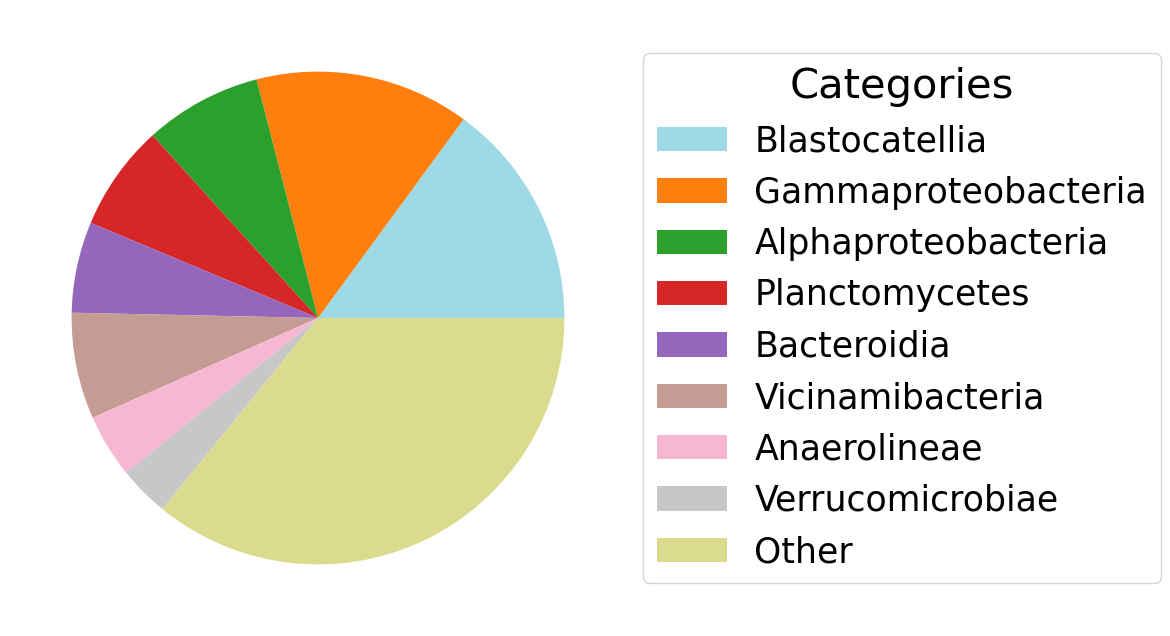 Categories
Blastocatellia
Gammaproteobacteria
Alphaproteobacteria
Planctomycetes
Bacteroidia
Vicinamibacteria
Anaerolineae
Verrucomicrobiae
Other